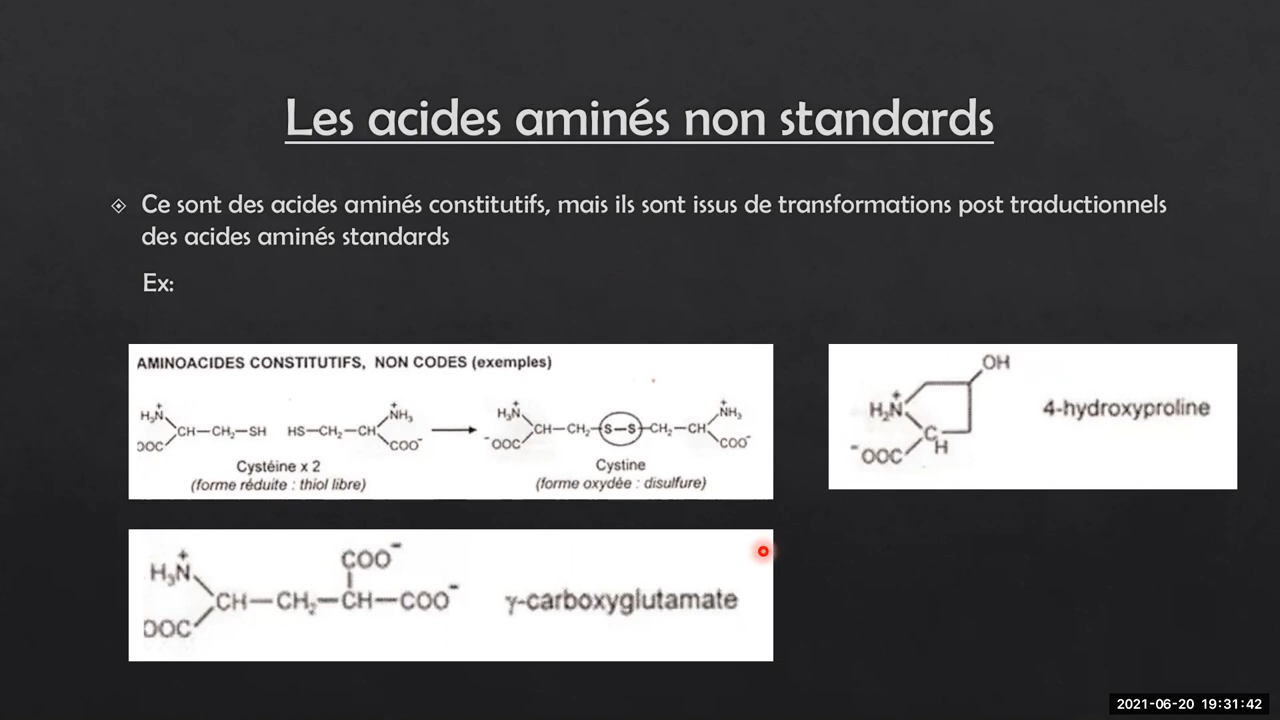 Les acides aminés non standards
Ce sont des acides aminés constitutifs, mais ils sont issus de transformations post traductionnels
des acides aminés standards
Ex:
AMINOACIDES CONSTITUTIFS, NON CODES (exemples)
H₃N⁺ NH₃⁺ H₃N⁺ NH₃⁺
CH—CH₂—SH HS—CH₂—CH CH—CH₂—S—S—CH₂—CH
OOC COO⁻ ⁻OOC COO⁻
Cystéine x 2 Cystine
(forme réduite : thiol libre) (forme oxydée : disulfure)
OH
H₂N⁺ 4-hydroxyproline
CH
⁻OOC
COO⁻
H₃N⁺
CH—CH₂—CH—COO⁻ γ-carboxyglutamate
OOC
2021-06-20 19:31:42